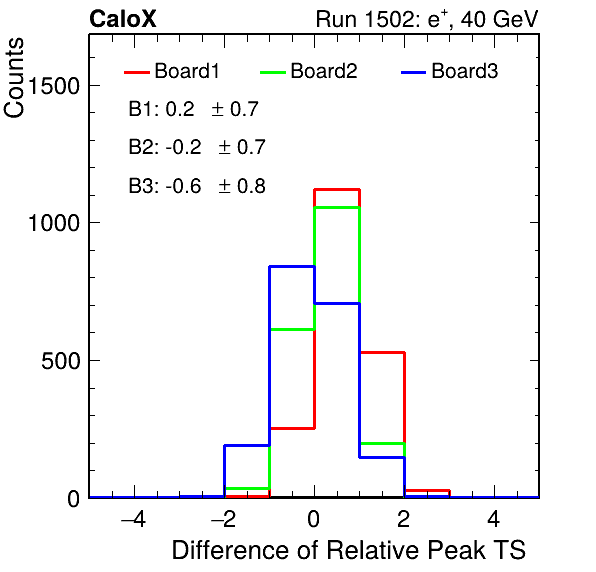 CaloX Run 1502: e+, 40 GeV
Counts
Board1 Board2 Board3
B1: 0.2 ± 0.7
B2: -0.2 ± 0.7
B3: -0.6 ± 0.8
1500
1000
500
0
−4 −2 0 2 4
Difference of Relative Peak TS